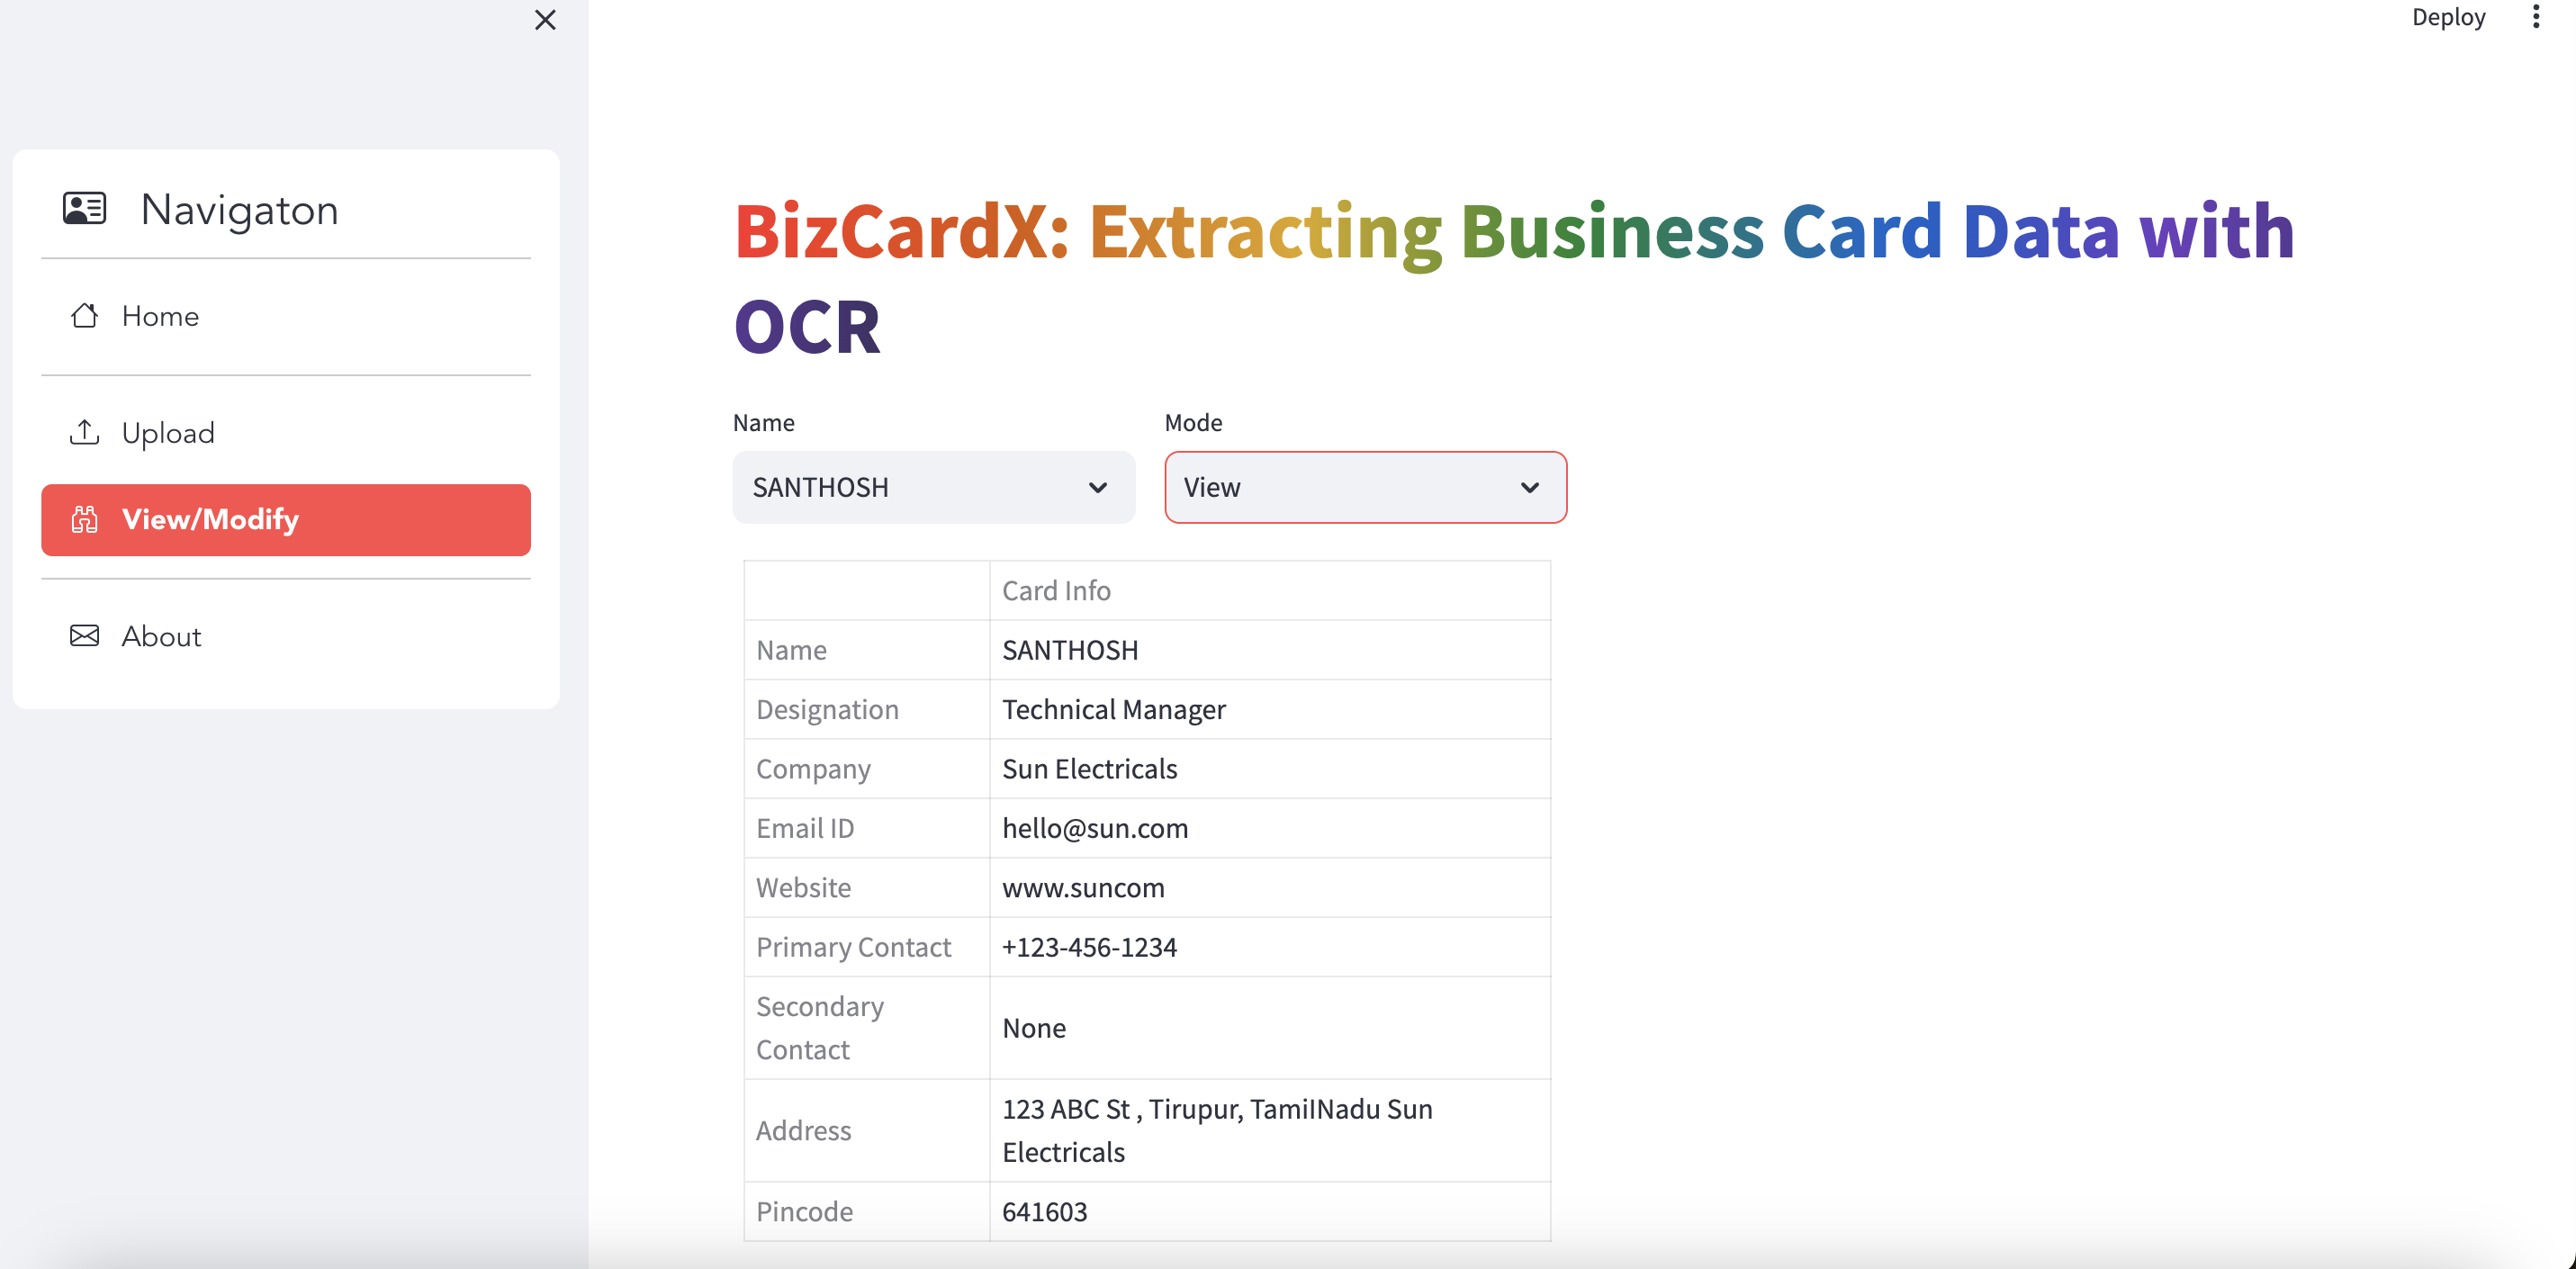 Deploy
Navigaton
Home
Upload
View/Modify
About
BizCardX: Extracting Business Card Data with
OCR
Name
Mode
SANTHOSH
View
Card Info
Name
SANTHOSH
Designation
Technical Manager
Company
Sun Electricals
Email ID
hello@sun.com
Website
www.suncom
Primary Contact
+123-456-1234
Secondary
Contact
None
Address
123 ABC St , Tirupur, TamilNadu Sun
Electricals
Pincode
641603